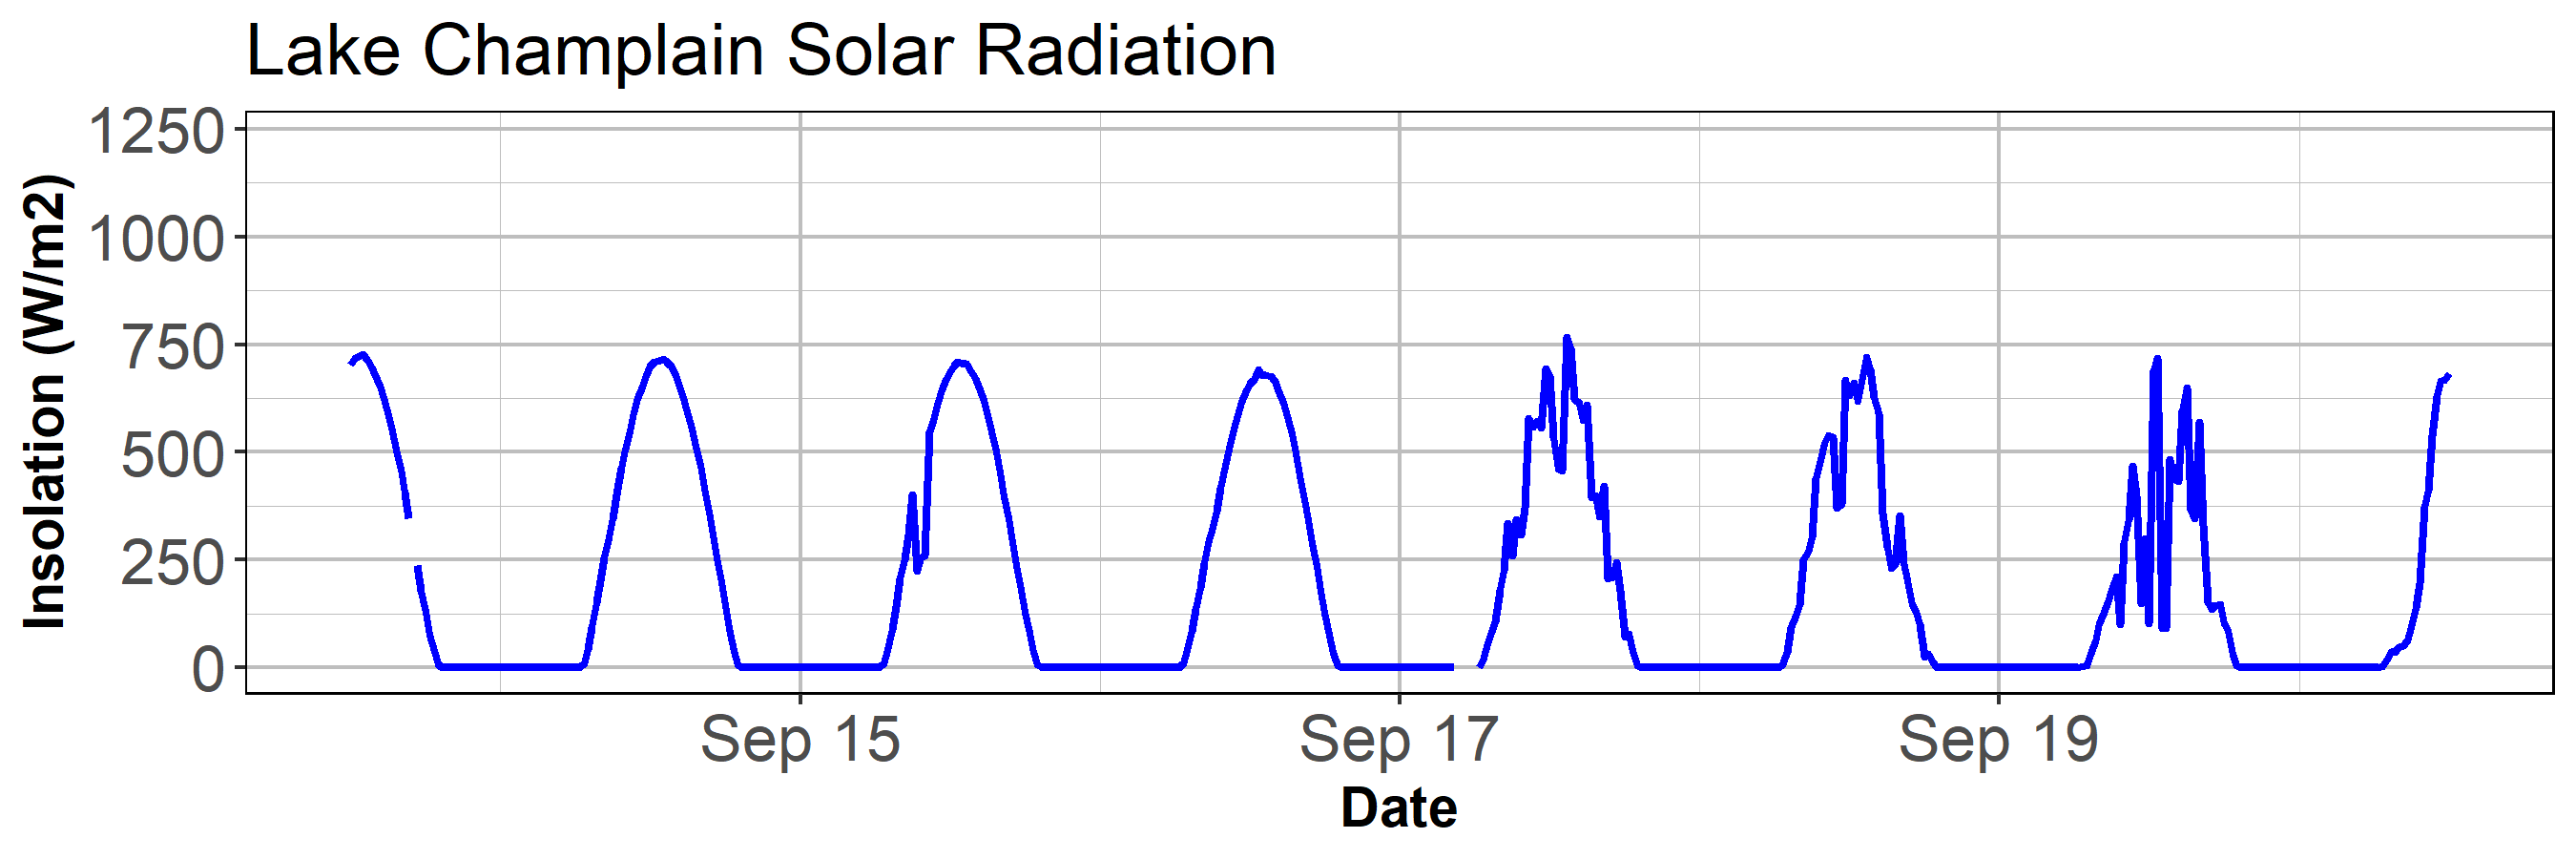 Lake Champlain Solar Radiation
Insolation (W/m2)
1250
1000
750
500
250
0
Sep 15 Sep 17 Sep 19
Date